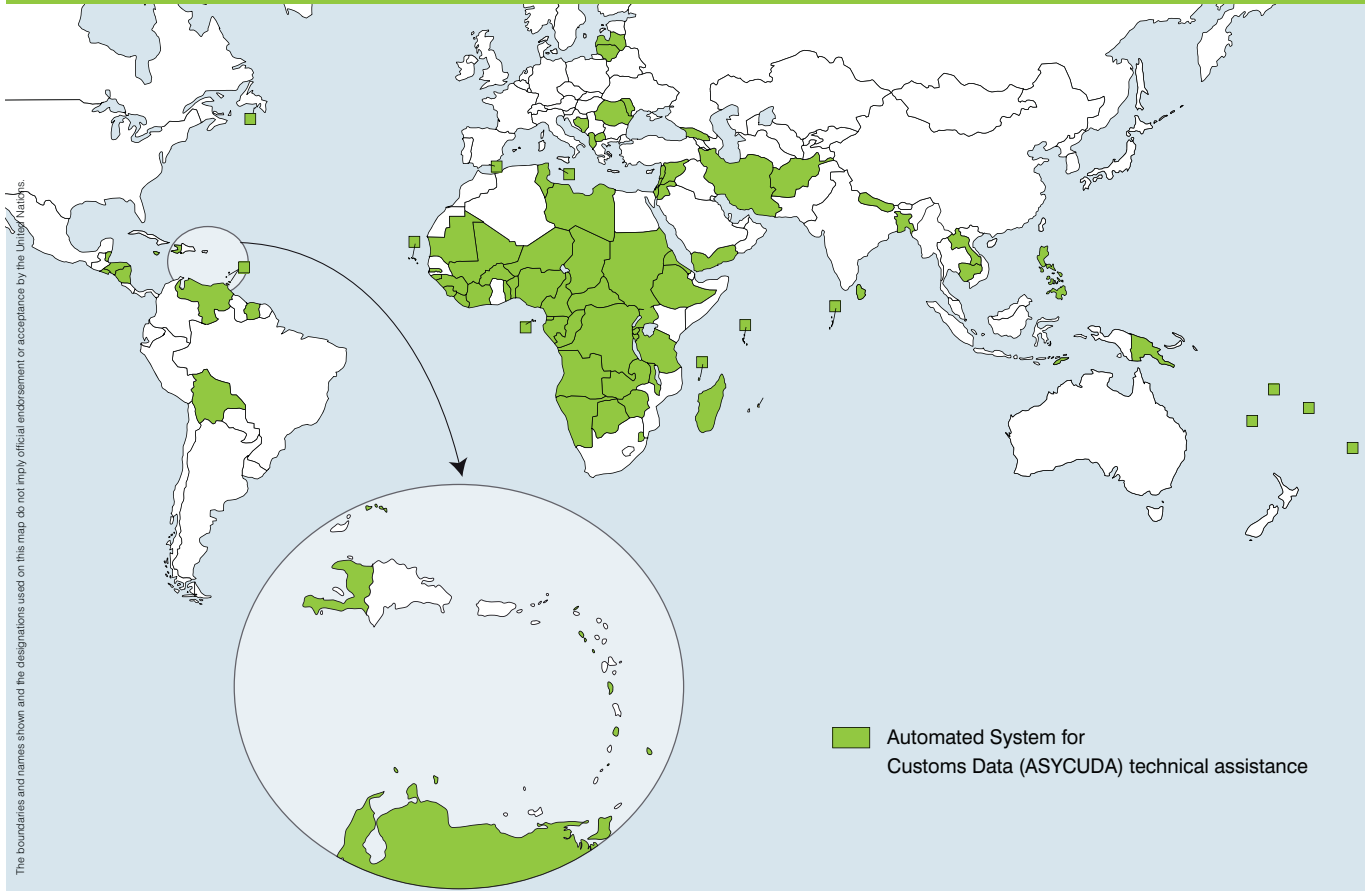 The boundaries and names shown and the designations used on this map do not imply official endorsement or acceptance by the United Nations.
Automated System for
Customs Data (ASYCUDA) technical assistance